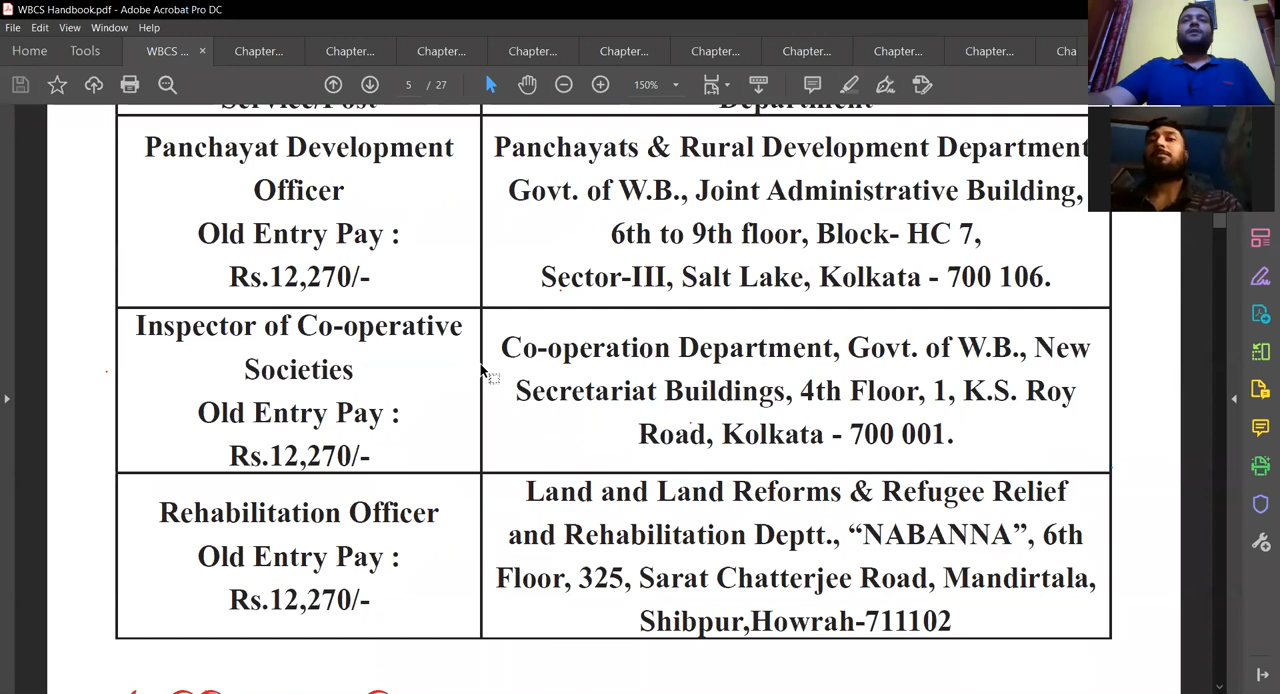 WBCS Handbook.pdf - Adobe Acrobat Pro DC
File Edit View Window Help
Home Tools WBCS ... × Chapter... Chapter... Chapter... Chapter... Chapter... Chapter... Chapter... Chapter... Chapter... Cha
5 / 27 150%
Service/Post Department
Panchayat Development
Officer
Old Entry Pay :
Rs.12,270/-
Panchayats & Rural Development Department
Govt. of W.B., Joint Administrative Building,
6th to 9th floor, Block- HC 7,
Sector-III, Salt Lake, Kolkata - 700 106.
Inspector of Co-operative
Societies
Old Entry Pay :
Rs.12,270/-
Co-operation Department, Govt. of W.B., New
Secretariat Buildings, 4th Floor, 1, K.S. Roy
Road, Kolkata - 700 001.
Rehabilitation Officer
Old Entry Pay :
Rs.12,270/-
Land and Land Reforms & Refugee Relief
and Rehabilitation Deptt., “NABANNA”, 6th
Floor, 325, Sarat Chatterjee Road, Mandirtala,
Shibpur,Howrah-711102